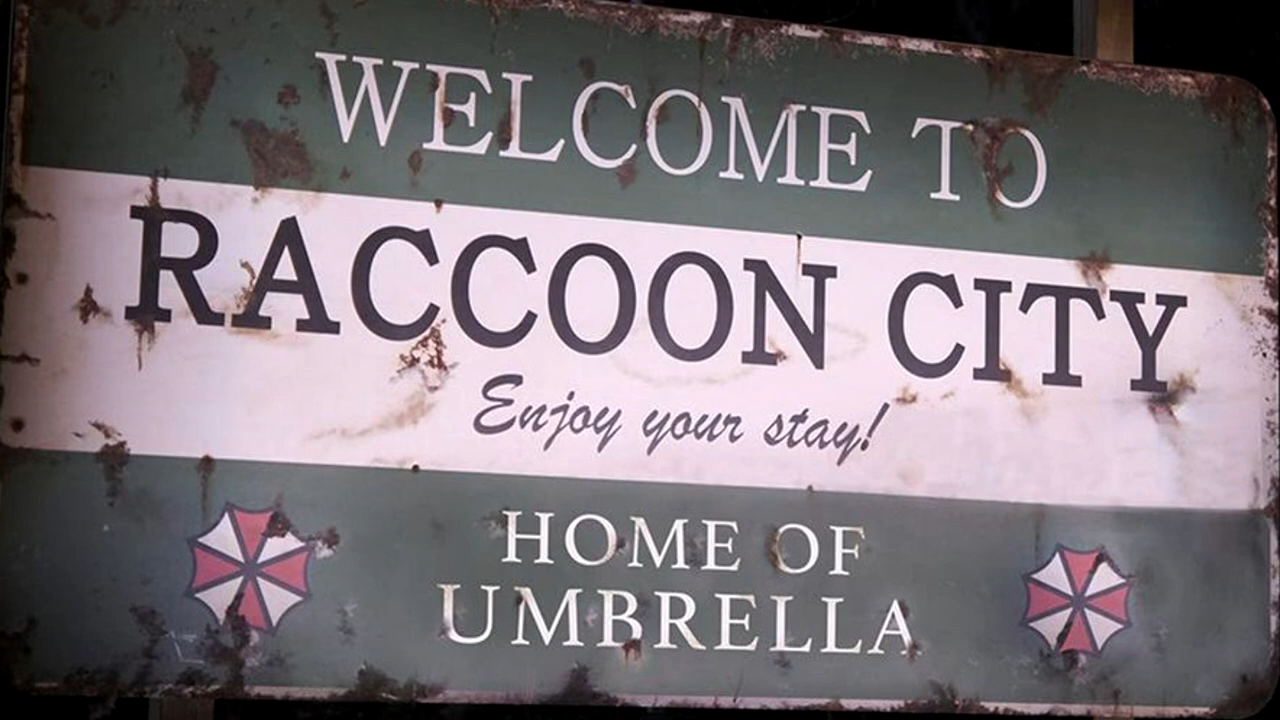 WELCOME TO
RACCOON CITY
Enjoy your stay!
HOME OF
UMBRELLA